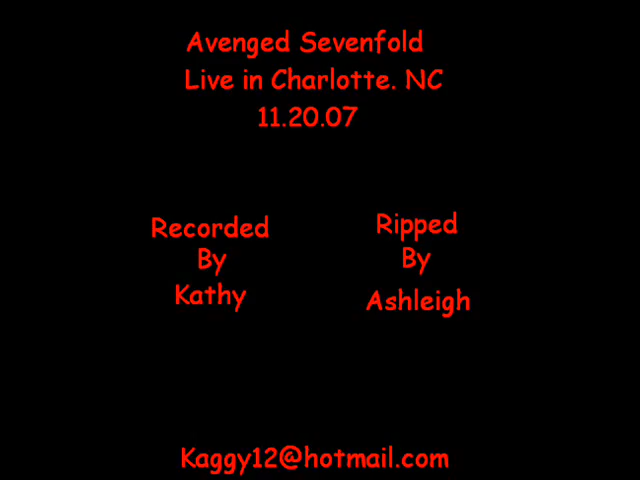 Avenged Sevenfold
Live in Charlotte. NC
11.20.07
Recorded
By
Kathy
Ripped
By
Ashleigh
Kaggy12@hotmail.com